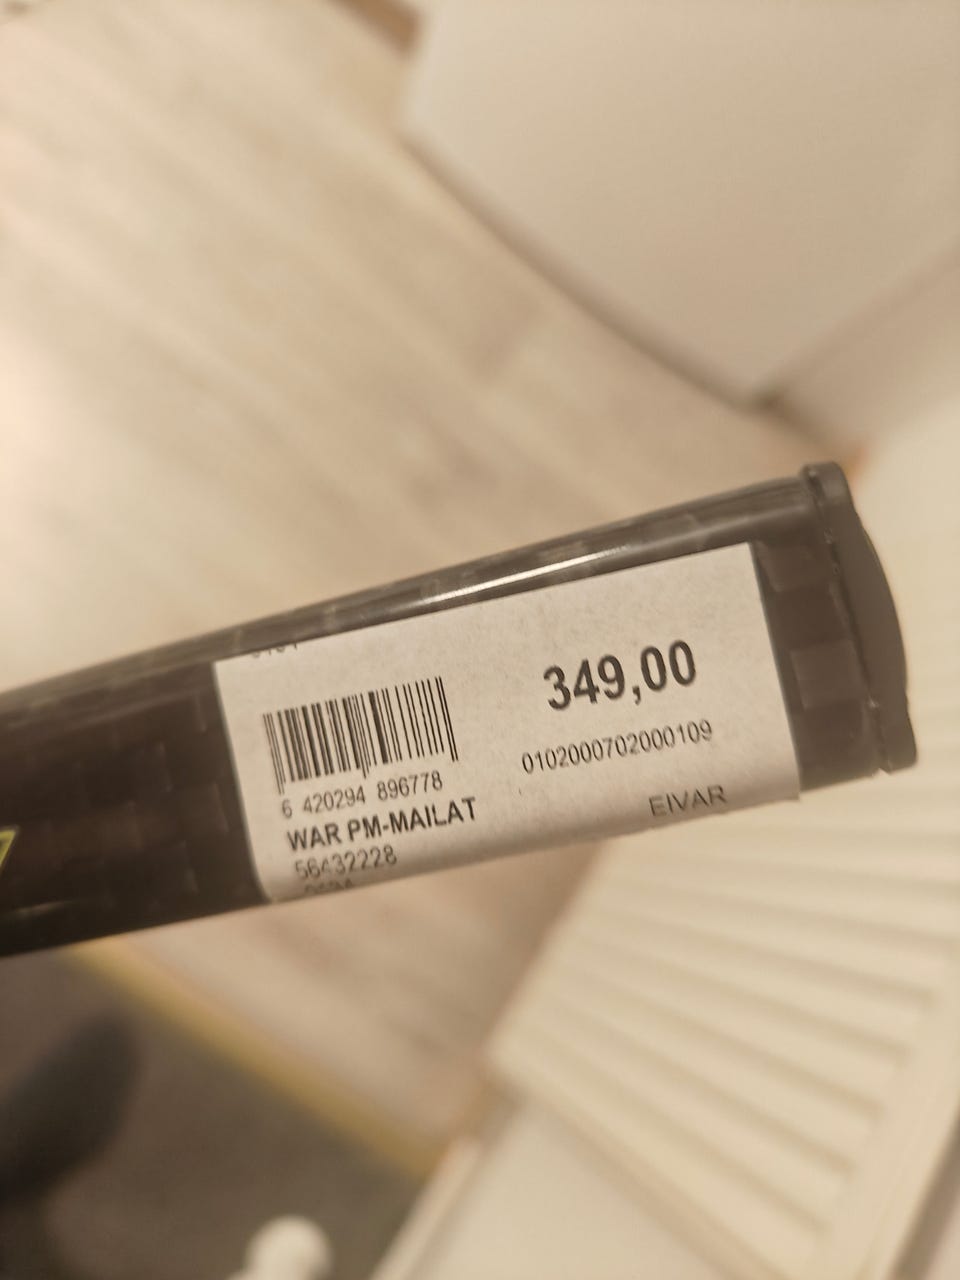 349,00
0102000702000109
6 420294 896778
WAR PM-MAILAT
56432228
EIVAR